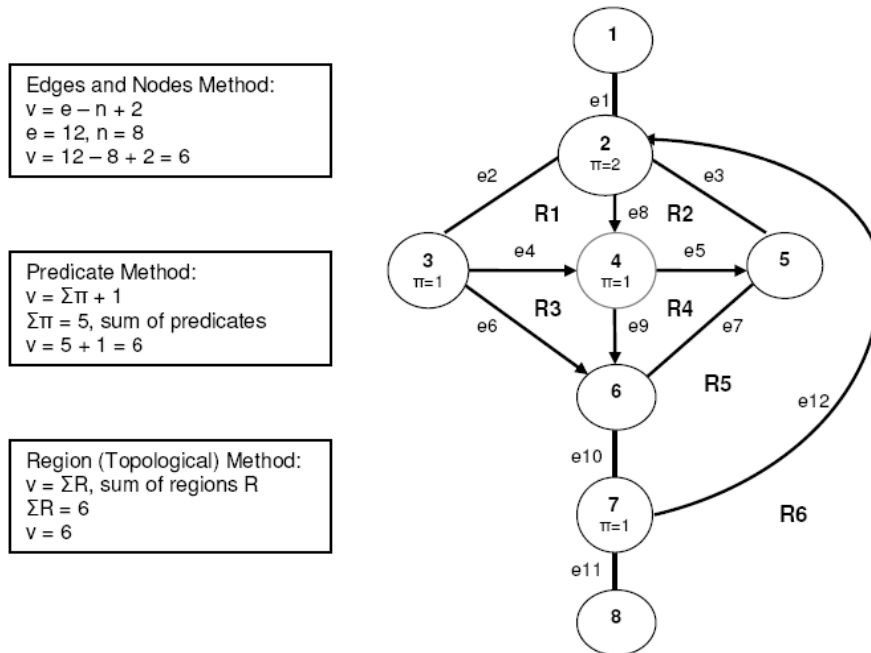 Edges and Nodes Method:
v = e – n + 2
e = 12, n = 8
v = 12 – 8 + 2 = 6
Predicate Method:
v = Σπ + 1
Σπ = 5, sum of predicates
v = 5 + 1 = 6
Region (Topological) Method:
v = ΣR, sum of regions R
ΣR = 6
v = 6
1
e1
2
π=2
e2
e3
R1
e8
R2
3
π=1
e4
4
π=1
e5
5
R3
R4
e6
e9
e7
6
R5
e12
e10
7
π=1
R6
e11
8